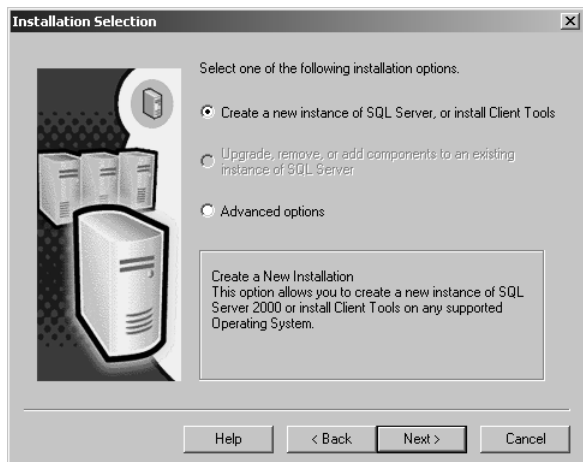 Installation Selection
Select one of the following installation options.
Create a new instance of SQL Server, or install Client Tools
Upgrade, remove, or add components to an existing
instance of SQL Server
Advanced options
Create a New Installation
This option allows you to create a new instance of SQL
Server 2000 or install Client Tools on any supported
Operating System.
Help
< Back
Next >
Cancel